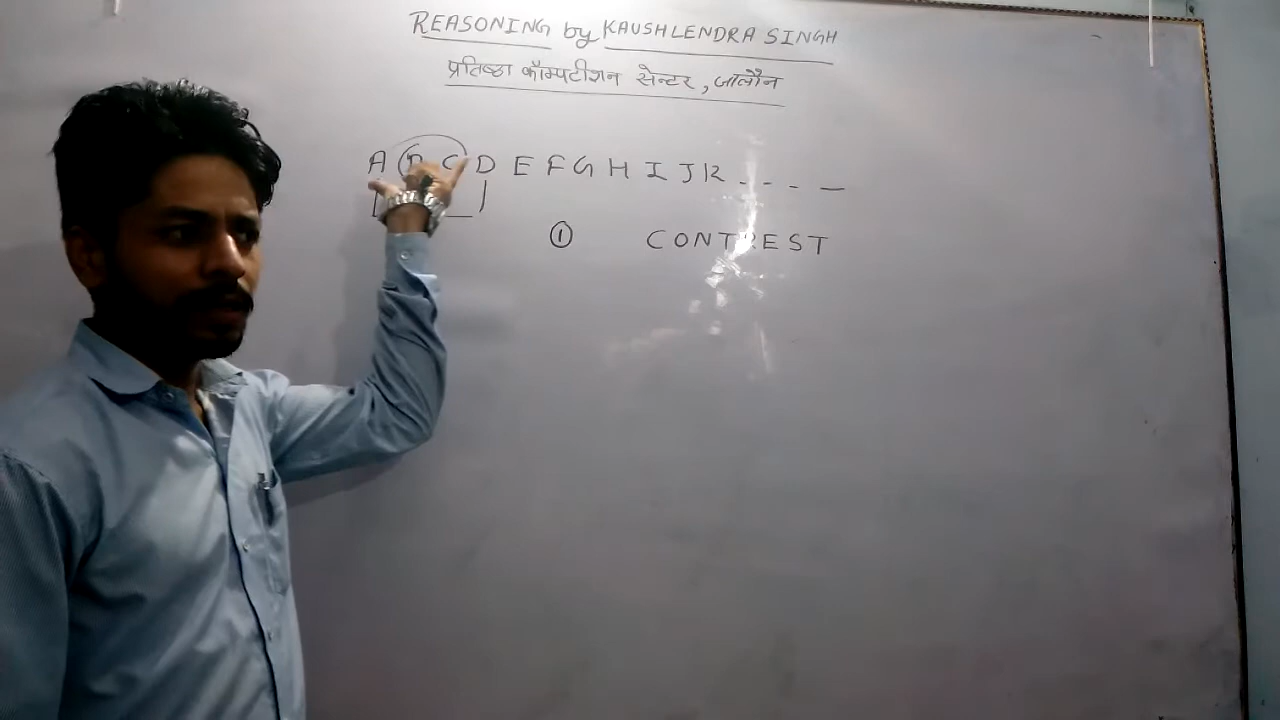 REASONING by KAUSHLENDRA SINGH
प्रतिष्ठा कॉम्पटीशन सेन्टर, जालौन
A B C D E F G H I J K - - - -
① CONTREST